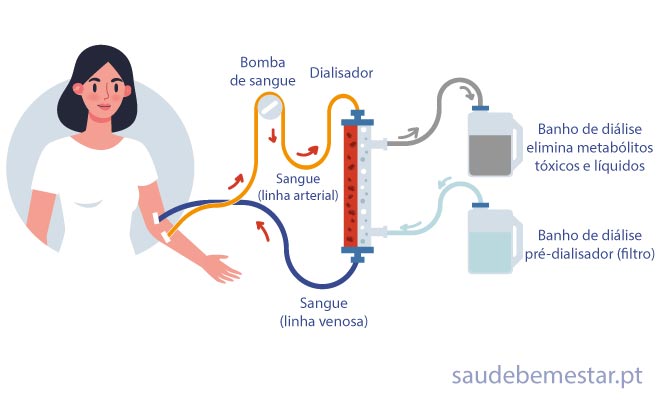 Bomba
de sangue
Dialisador
Banho de diálise
elimina metabólitos
tóxicos e líquidos
Sangue
(linha arterial)
Banho de diálise
pré-dialisador (filtro)
Sangue
(linha venosa)
saudebemestar.pt